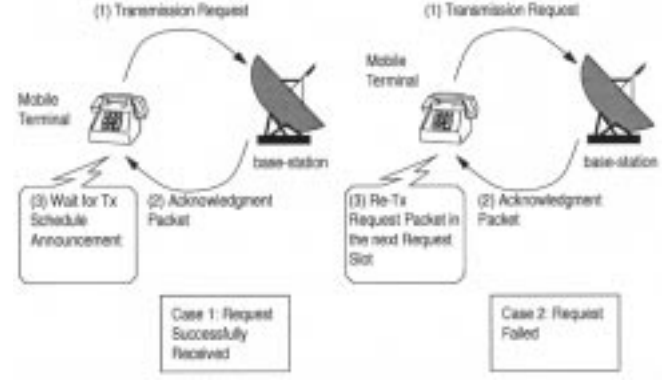 (1) Transmission Request
Mobile
Terminal
base-station
(2) Acknowledgment
Packet
(3) Wait for Tx
Schedule
Announcement
Case 1: Request
Successfully
Received
(1) Transmission Request
Mobile
Terminal
base-station
(2) Acknowledgment
Packet
(3) Re-Tx
Request Packet in
the next Request
Slot
Case 2: Request
Failed